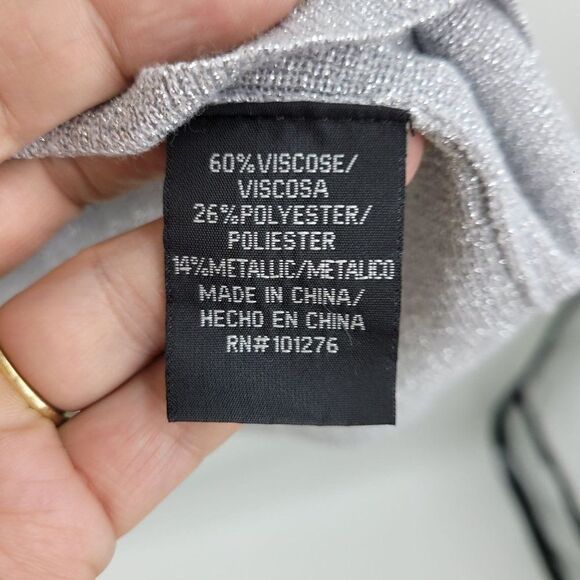 60%VISCOSE/
VISCOSA
26%POLYESTER/
POLIESTER
14%METALLIC/METALICO
MADE IN CHINA/
HECHO EN CHINA
RN#101276